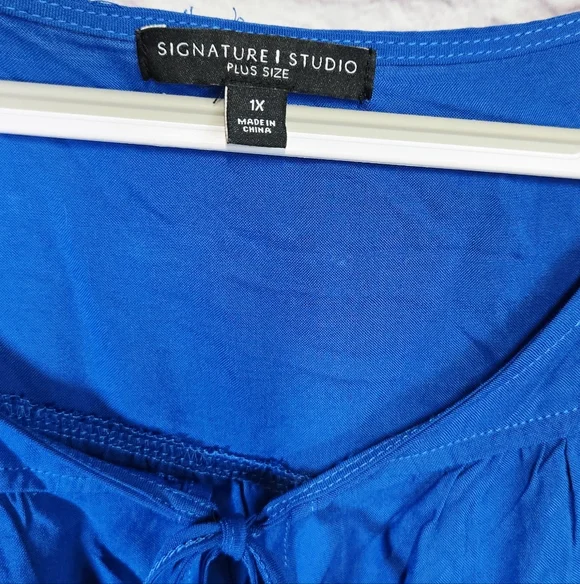 SIGNATURE | STUDIO
PLUS SIZE
1X
MADE IN
CHINA